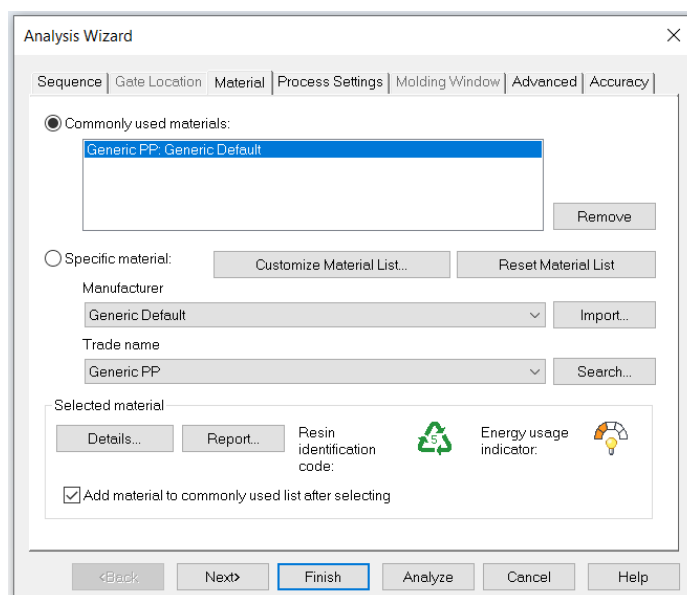 Analysis Wizard
Sequence
Gate Location
Material
Process Settings
Molding Window
Advanced
Accuracy
Commonly used materials:
Generic PP: Generic Default
Remove
Specific material:
Customize Material List...
Reset Material List
Manufacturer
Generic Default
Import...
Trade name
Generic PP
Search...
Selected material
Details...
Report...
Resin
identification
code:
5
Energy usage
indicator:
Add material to commonly used list after selecting
<Back
Next>
Finish
Analyze
Cancel
Help